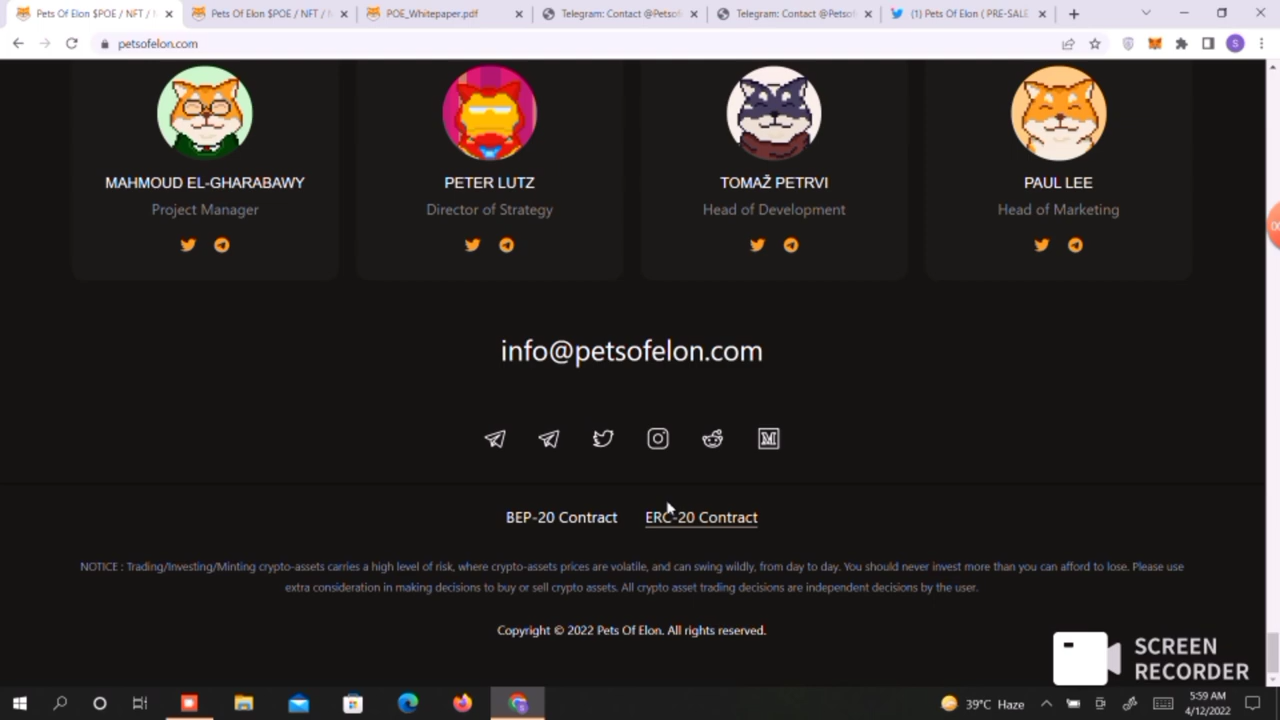 Pets Of Elon $POE / NFT /
Pets Of Elon $POE / NFT /
POE_Whitepaper.pdf
Telegram: Contact @Petsof
Telegram: Contact @Petsof
(1) Pets Of Elon ( PRE-SALE
petsofelon.com
S
MAHMOUD EL-GHARABAWY
PETER LUTZ
TOMAŽ PETRVI
PAUL LEE
Project Manager
Director of Strategy
Head of Development
Head of Marketing
info@petsofelon.com
BEP-20 Contract
ERC-20 Contract
NOTICE : Trading/Investing/Minting crypto-assets carries a high level of risk, where crypto-assets prices are volatile, and can swing wildly, from day to day. You should never invest more than you can afford to lose. Please use
extra consideration in making decisions to buy or sell crypto assets. All crypto asset trading decisions are independent decisions by the user.
Copyright © 2022 Pets Of Elon. All rights reserved.
SCREEN
RECORDER
39°C Haze
5:59 AM
4/12/2022